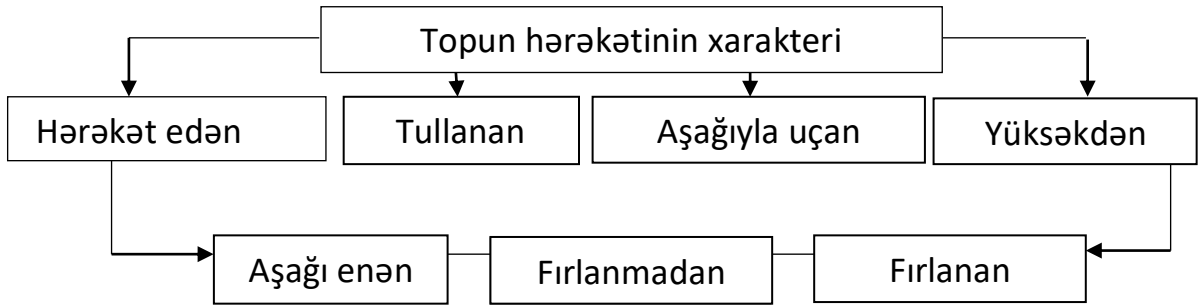 Topun hərəkətinin xarakteri
Hərəkət edən
Tullanan
Aşağıyla uçan
Yüksəkdən
Aşağı enən
Fırlanmadan
Fırlanan